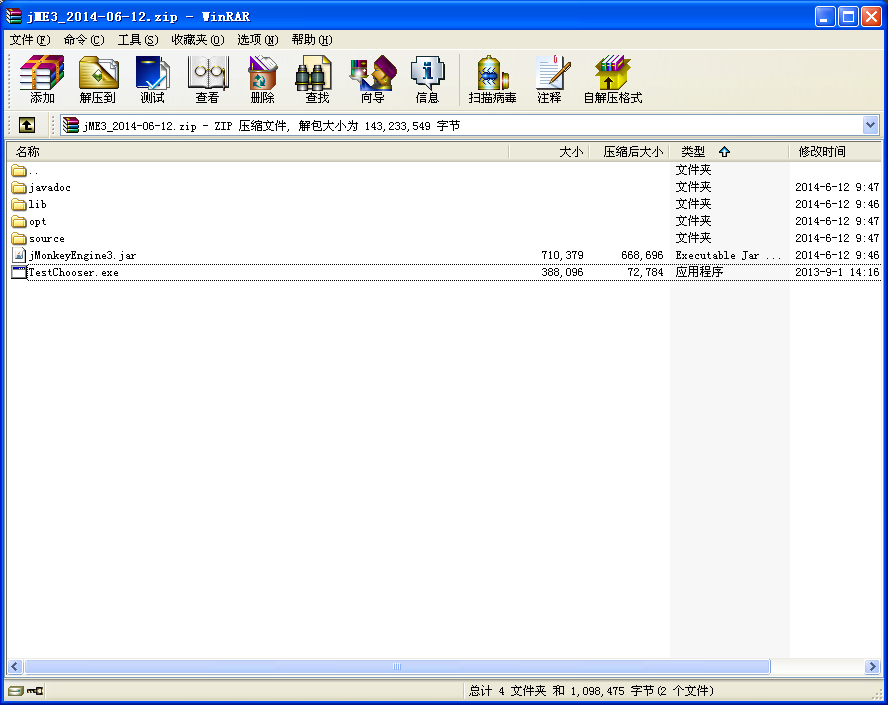 jME3_2014-06-12.zip - WinRAR
文件(F) 命令(C) 工具(S) 收藏夹(O) 选项(N) 帮助(H)
添加 解压到 测试 查看 删除 查找 向导 信息 扫描病毒 注释 自解压格式
jME3_2014-06-12.zip - ZIP 压缩文件, 解包大小为 143,233,549 字节
名称 大小 压缩后大小 类型 修改时间
.. 文件夹
javadoc 文件夹 2014-6-12 9:47
lib 文件夹 2014-6-12 9:46
opt 文件夹 2014-6-12 9:47
source 文件夹 2014-6-12 9:47
jMonkeyEngine3.jar 710,379 668,696 Executable Jar ... 2014-6-12 9:46
TestChooser.exe 388,096 72,784 应用程序 2013-9-1 14:16
总计 4 文件夹 和 1,098,475 字节(2 个文件)